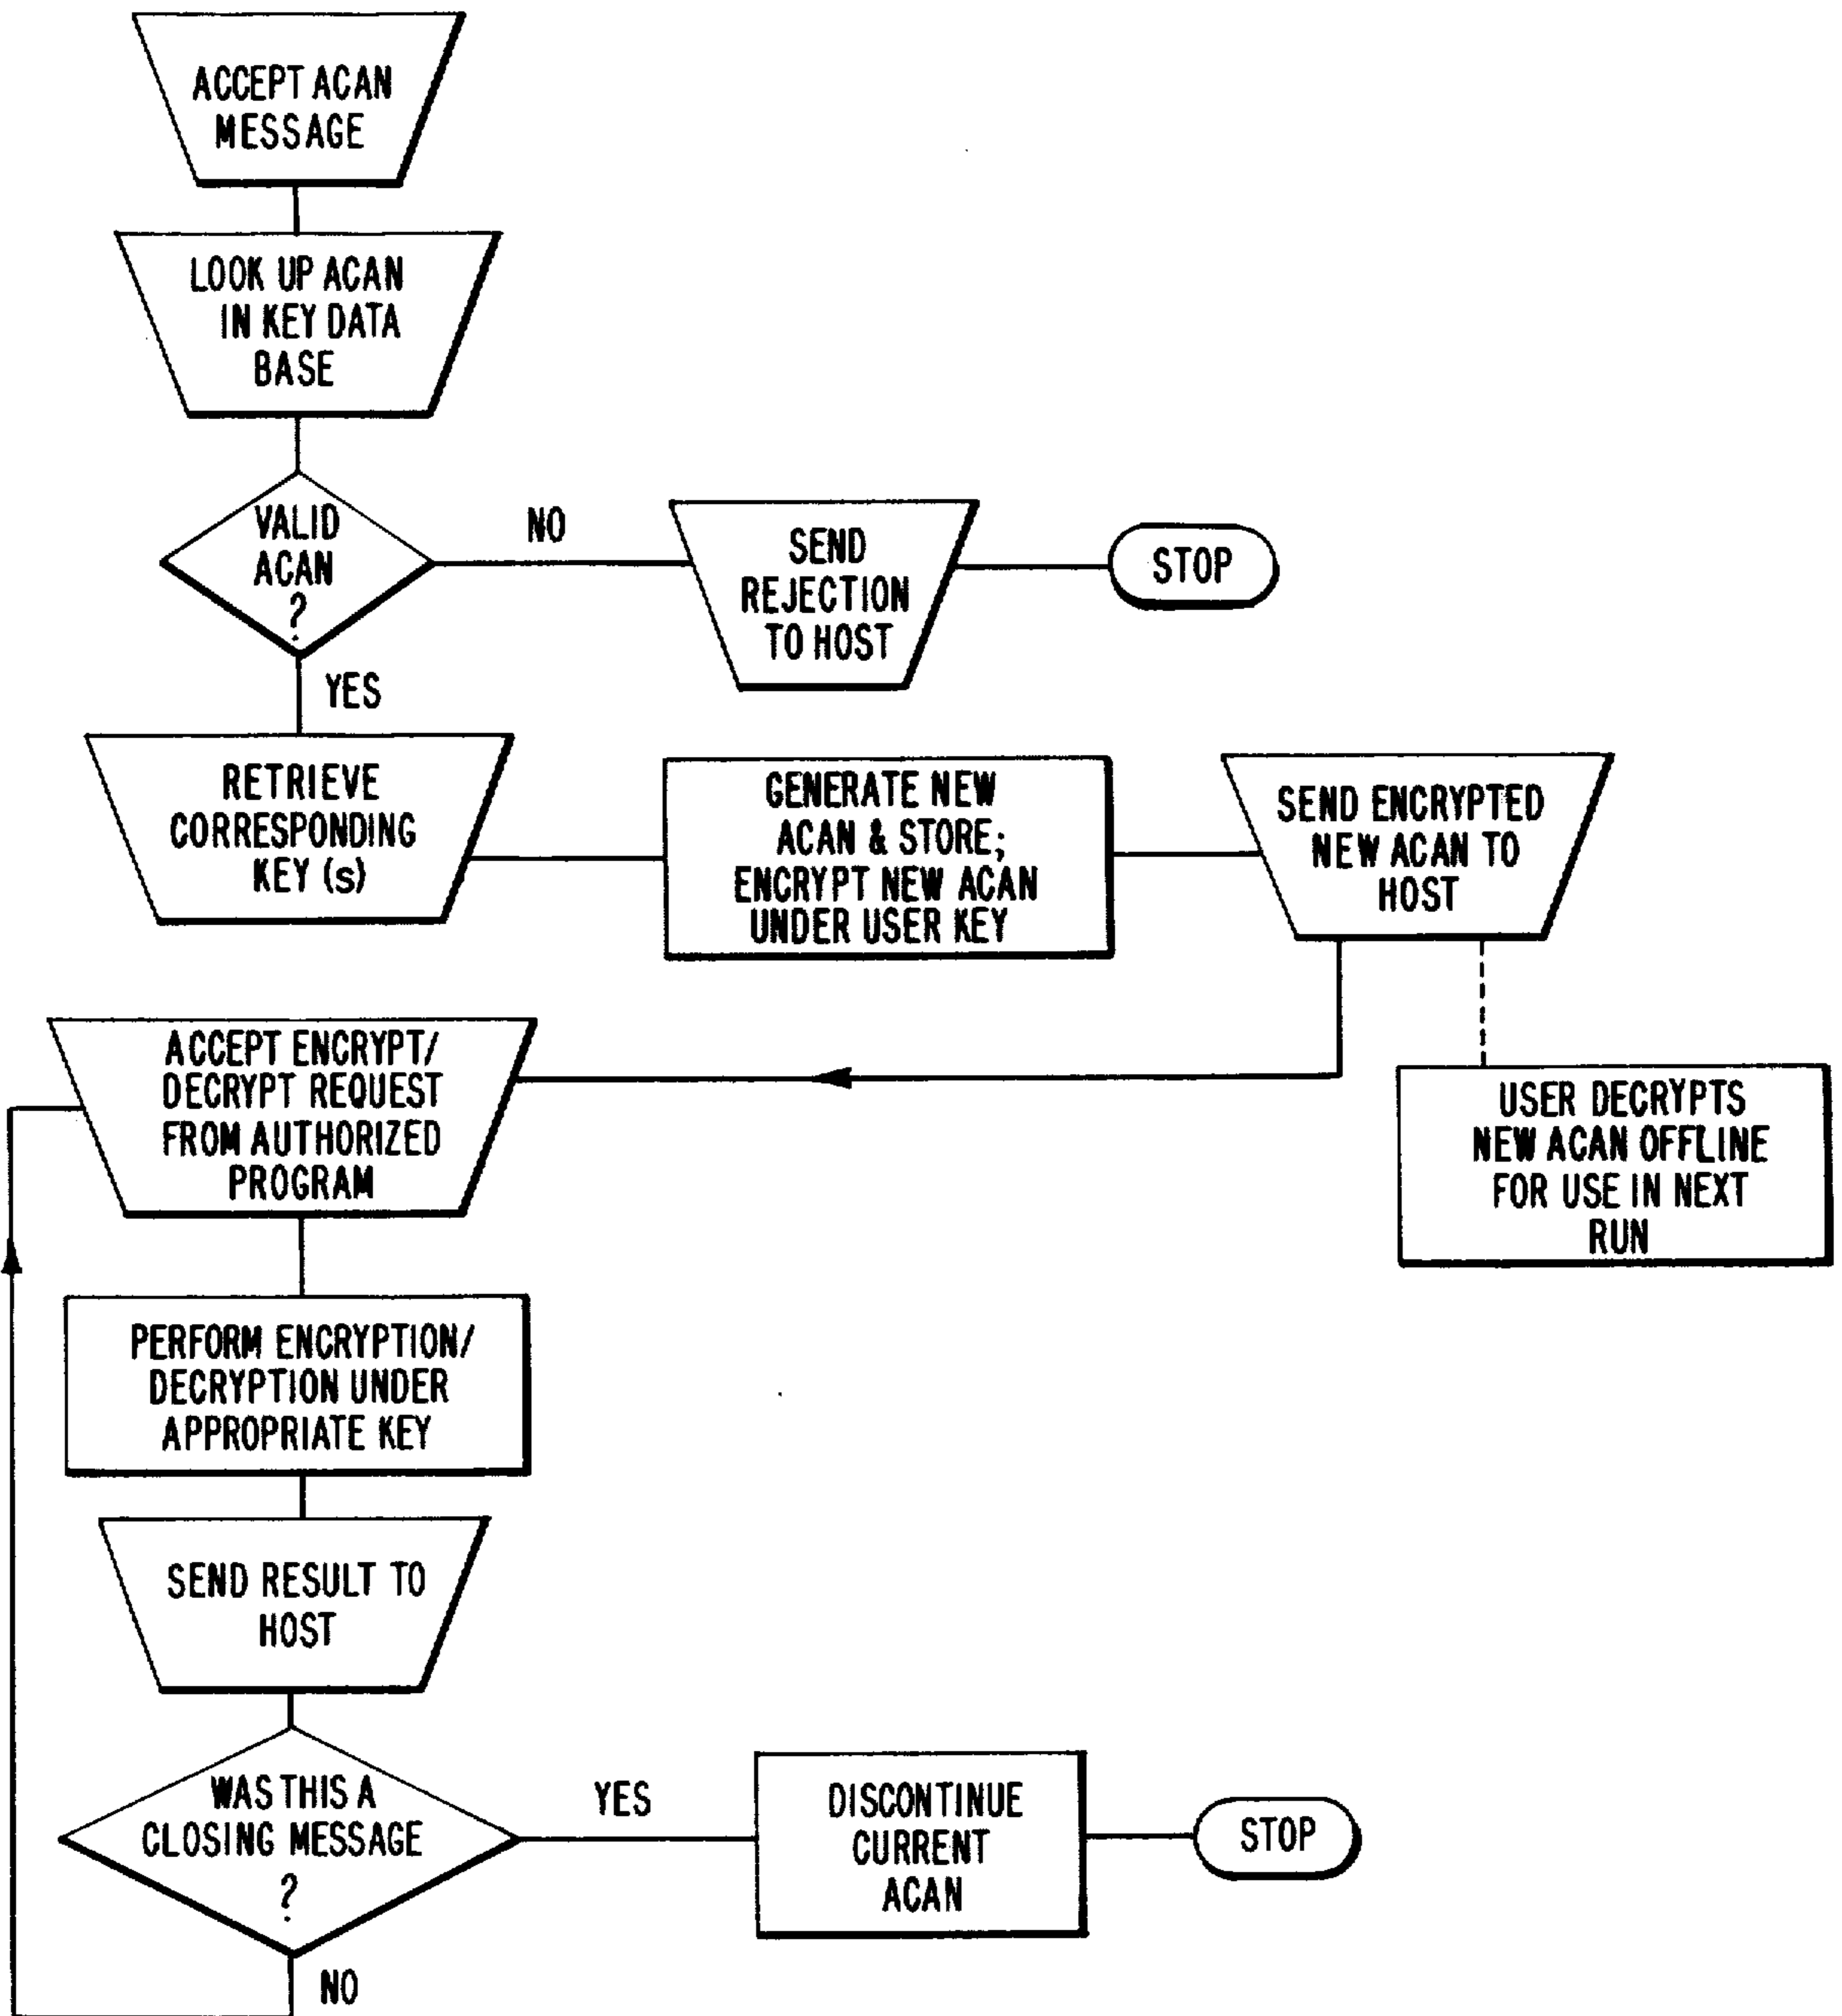 ACCEPT ACAN
MESSAGE
LOOK UP ACAN
IN KEY DATA
BASE
VALID
ACAN
?
NO
SEND
REJECTION
TO HOST
STOP
YES
RETRIEVE
CORRESPONDING
KEY (s)
GENERATE NEW
ACAN & STORE;
ENCRYPT NEW ACAN
UNDER USER KEY
SEND ENCRYPTED
NEW ACAN TO
HOST
USER DECRYPTS
NEW ACAN OFFLINE
FOR USE IN NEXT
RUN
ACCEPT ENCRYPT/
DECRYPT REQUEST
FROM AUTHORIZED
PROGRAM
PERFORM ENCRYPTION/
DECRYPTION UNDER
APPROPRIATE KEY
SEND RESULT TO
HOST
WAS THIS A
CLOSING MESSAGE
?
YES
DISCONTINUE
CURRENT
ACAN
STOP
NO